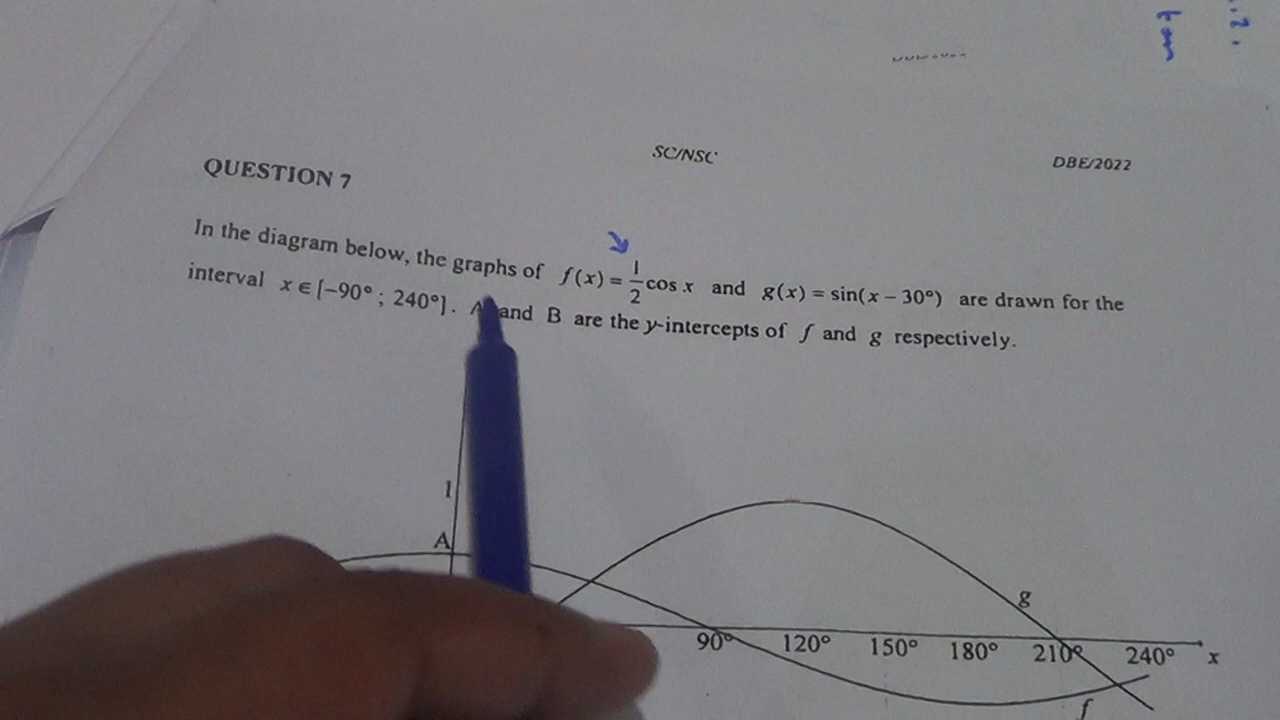 ? .
tan
SC/NSC
DBE/2022
QUESTION 7
In the diagram below, the graphs of f(x) = 1/2 cos x and g(x) = sin(x − 30°) are drawn for the
interval x ∈ [−90° ; 240°]. A and B are the y-intercepts of f and g respectively.
1
A
g
90° 120° 150° 180° 210° 240° x
f